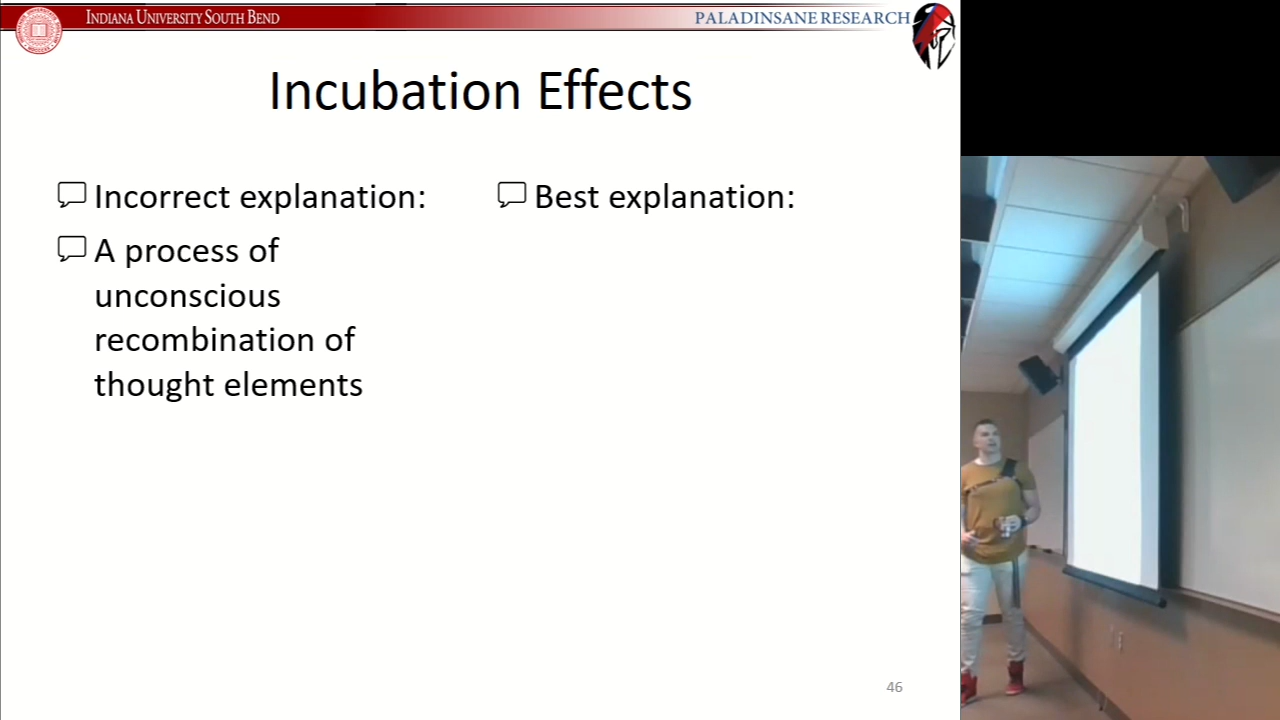 INDIANA UNIVERSITY SOUTH BEND
PALADINSANE RESEARCH
Incubation Effects
Incorrect explanation:
A process of
unconscious
recombination of
thought elements
Best explanation:
46